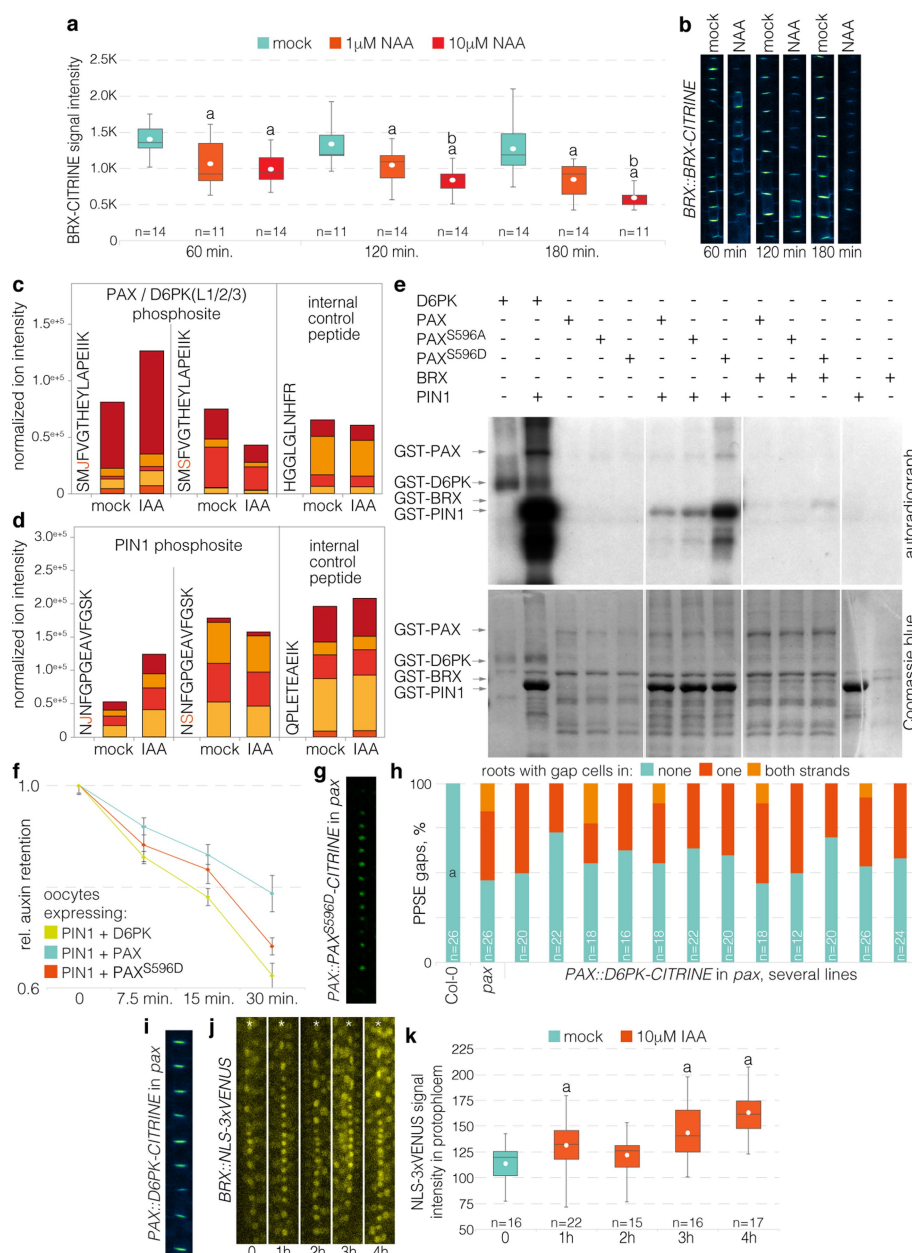 a
mock 1μM NAA 10μM NAA
BRX-CITRINE signal intensity
2.5K
2.0K
1.5K
1.0K
0.5K
0
a a a b a a b a
n=14 n=11 n=14 n=11 n=14 n=14 n=14 n=14 n=11
60 min. 120 min. 180 min.
b
mock NAA mock NAA mock NAA
BRX::BRX-CITRINE
60 min 120 min 180 min
c
PAX / D6PK(L1/2/3) phosphosite
internal control peptide
normalized ion intensity
1.5e+5
1.0e+5
0.5e+5
0
SMJFVGTHEYLAPEIIK
SMSFVGTHEYLAPEIIK
HGGLGLNHFR
mock IAA mock IAA mock IAA
d
PIN1 phosphosite
internal control peptide
normalized ion intensity
3.0e+5
2.5e+5
2.0e+5
1.5e+5
1.0e+5
0.5e+5
0
NJNFGPGEAVFGSK
NSNFGPGEAVFGSK
QPLETEAEIK
mock IAA mock IAA mock IAA
e
D6PK + + - - - - - - - - - - -
PAX - - + - - + - - + - - - -
PAXS596A - - - + - - + - - + - - -
PAXS596D - - - - + - - + - - + - -
BRX - - - - - - - - + + + - +
PIN1 - + - - - + + + - - - + -
GST-PAX
GST-D6PK
GST-BRX
GST-PIN1
autoradiograph
GST-PAX
GST-D6PK
GST-BRX
GST-PIN1
Coomassie blue
f
1.0
0.6
rel. auxin retention
oocytes
expressing:
PIN1 + D6PK
PIN1 + PAX
PIN1 + PAXS596D
0 7.5 min. 15 min. 30 min.
g
PAX::PAXS596D-CITRINE in pax
h
roots with gap cells in: none one both strands
PPSE gaps, %
100
50
0
a
n=26 n=26 n=20 n=22 n=18 n=16 n=18 n=22 n=20 n=18 n=12 n=20 n=26 n=24
Col-0
pax
PAX::D6PK-CITRINE in pax, several lines
i
PAX::D6PK-CITRINE in pax
j
BRX::NLS-3xVENUS
* * * * *
0 1h 2h 3h 4h
k
mock 10μM IAA
NLS-3xVENUS signal
intensity in protophloem
225
200
175
150
125
100
75
50
a a a
n=16 n=22 n=15 n=16 n=17
0 1h 2h 3h 4h